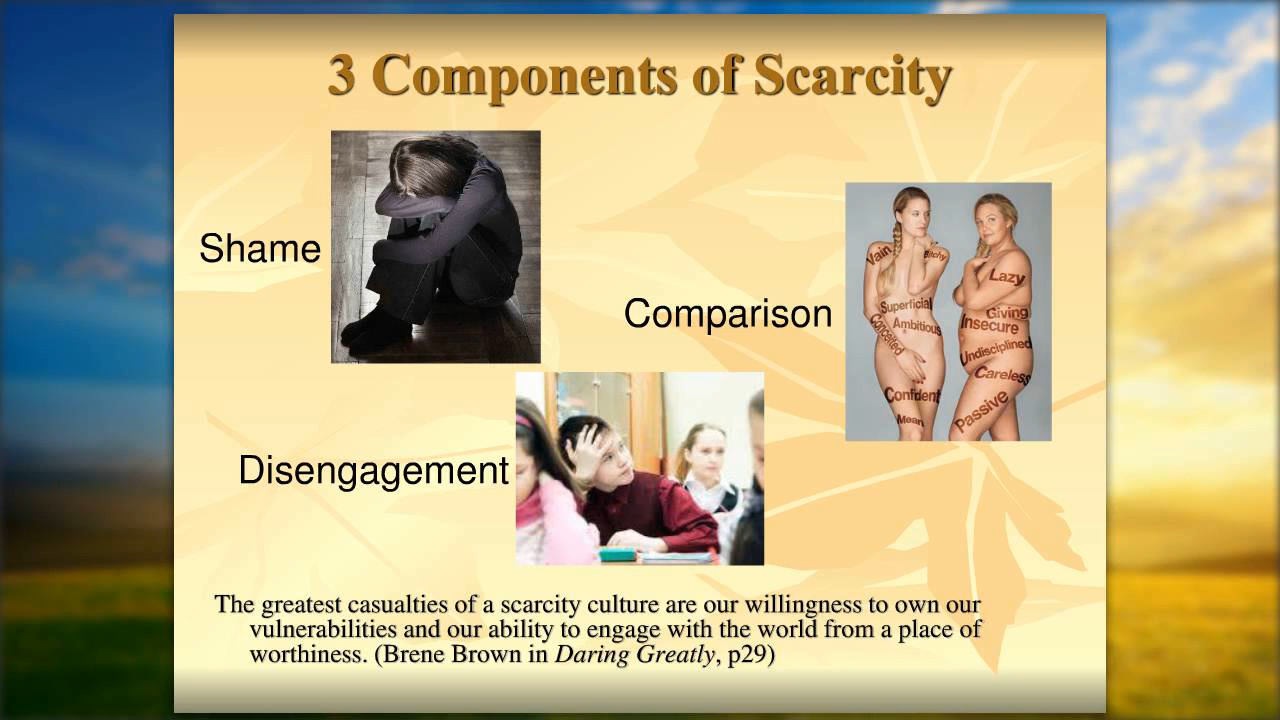 3 Components of Scarcity
Shame
Comparison
Vain
Bitchy
Superficial
Ambitious
Conceited
Confident
Mean
Lazy
Giving
Insecure
Undisciplined
Careless
Passive
Disengagement
The greatest casualties of a scarcity culture are our willingness to own our
vulnerabilities and our ability to engage with the world from a place of
worthiness. (Brene Brown in Daring Greatly, p29)